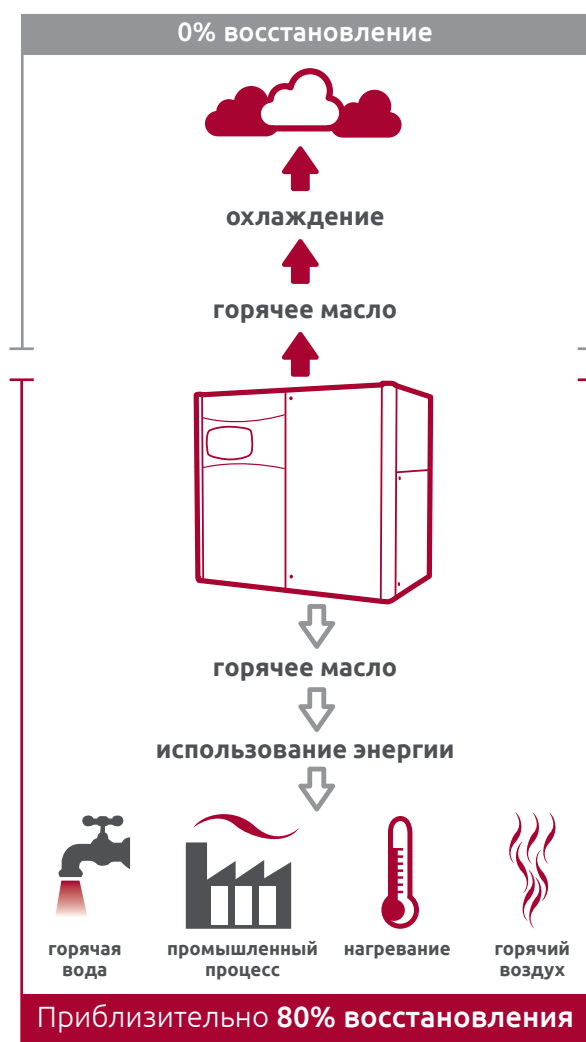 0% восстановление
охлаждение
горячее масло
горячее масло
использование энергии
горячая
вода
промышленный
процесс
нагревание
горячий
воздух
Приблизительно 80% восстановления